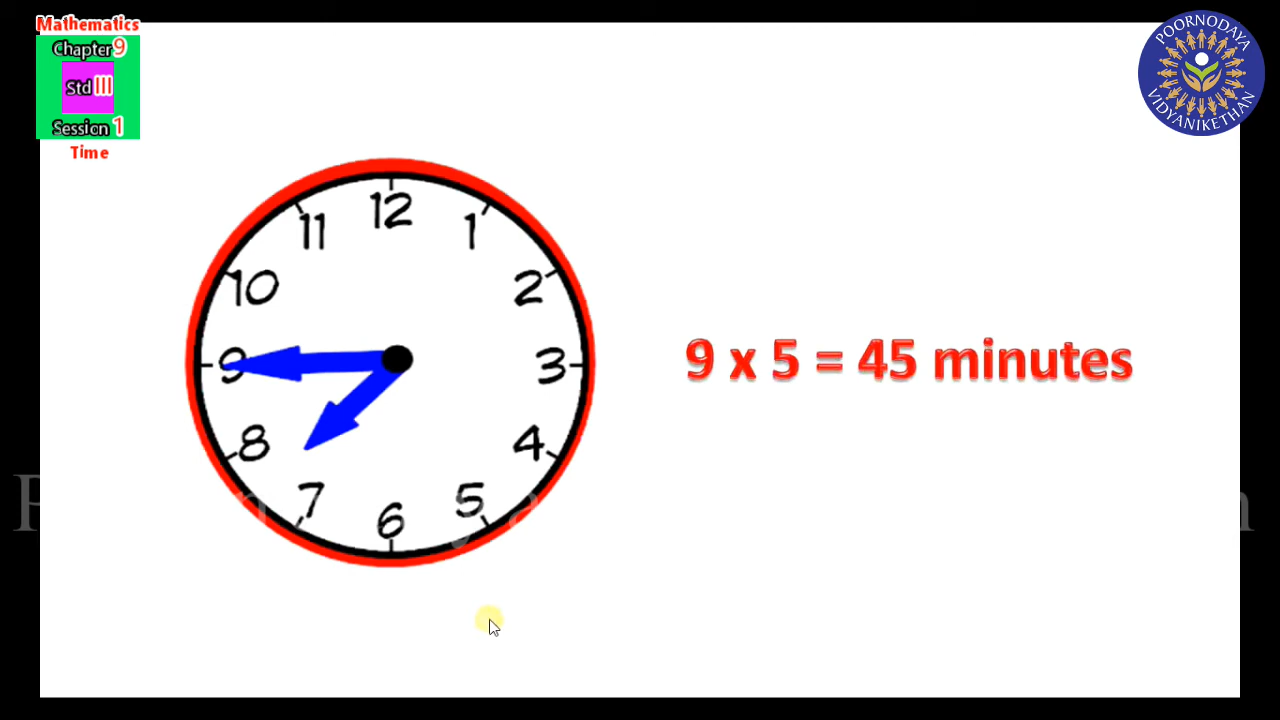 Mathematics
Chapter 9
Std III
Session 1
Time
POORNODAYA
VIDYANIKETHAN
12
11
1
10
2
9
3
8
4
7
5
6
9 x 5 = 45 minutes